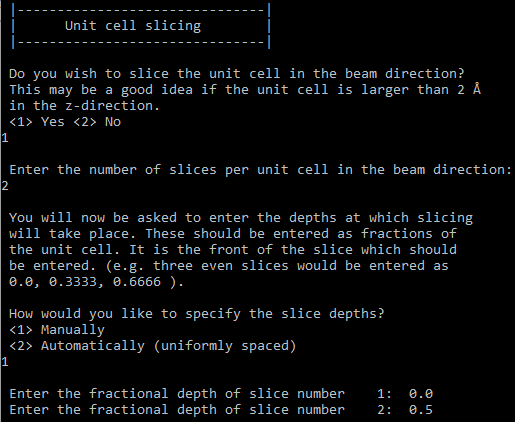 |-------------------------------|
|      Unit cell slicing        |
|-------------------------------|
Do you wish to slice the unit cell in the beam direction?
This may be a good idea if the unit cell is larger than 2 Å
in the z-direction.
<1> Yes <2> No
1
Enter the number of slices per unit cell in the beam direction:
2
You will now be asked to enter the depths at which slicing
will take place. These should be entered as fractions of
the unit cell. It is the front of the slice which should
be entered. (e.g. three even slices would be entered as
0.0, 0.3333, 0.6666 ).
How would you like to specify the slice depths?
<1> Manually
<2> Automatically (uniformly spaced)
1
Enter the fractional depth of slice number    1:  0.0
Enter the fractional depth of slice number    2:  0.5